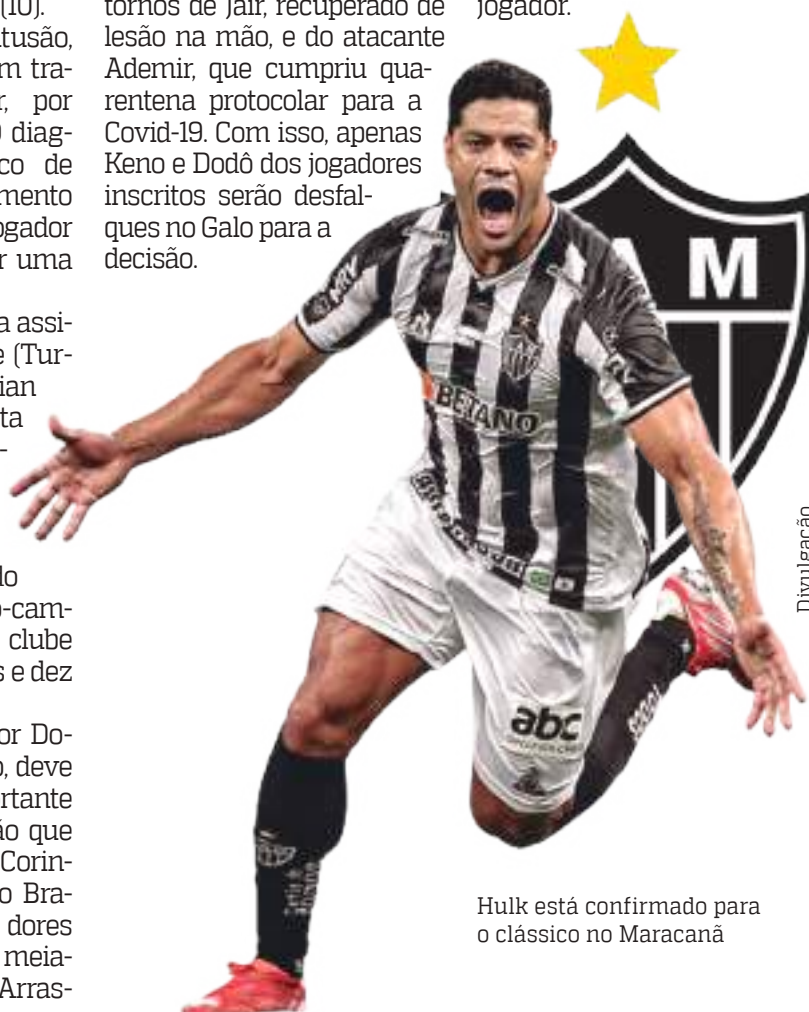 (10).
tusão,
m tra-
r, por
diag-
co de
mento
ogador
r uma
a assi-
e (Tur-
ian
ta
-
do
o-cam-
clube
s e dez
or Do-
o, deve
rtante
ão que
Corin-
o Bra-
dores
meia-
Arras-
tornos de Jair, recuperado de
lesão na mão, e do atacante
Ademir, que cumpriu qua-
rentena protocolar para a
Covid-19. Com isso, apenas
Keno e Dodô dos jogadores
inscritos serão desfal-
ques no Galo para a
decisão.
jogador.
A M
MRV
BETANO
abc
Divulgação
Hulk está confirmado para
o clássico no Maracanã